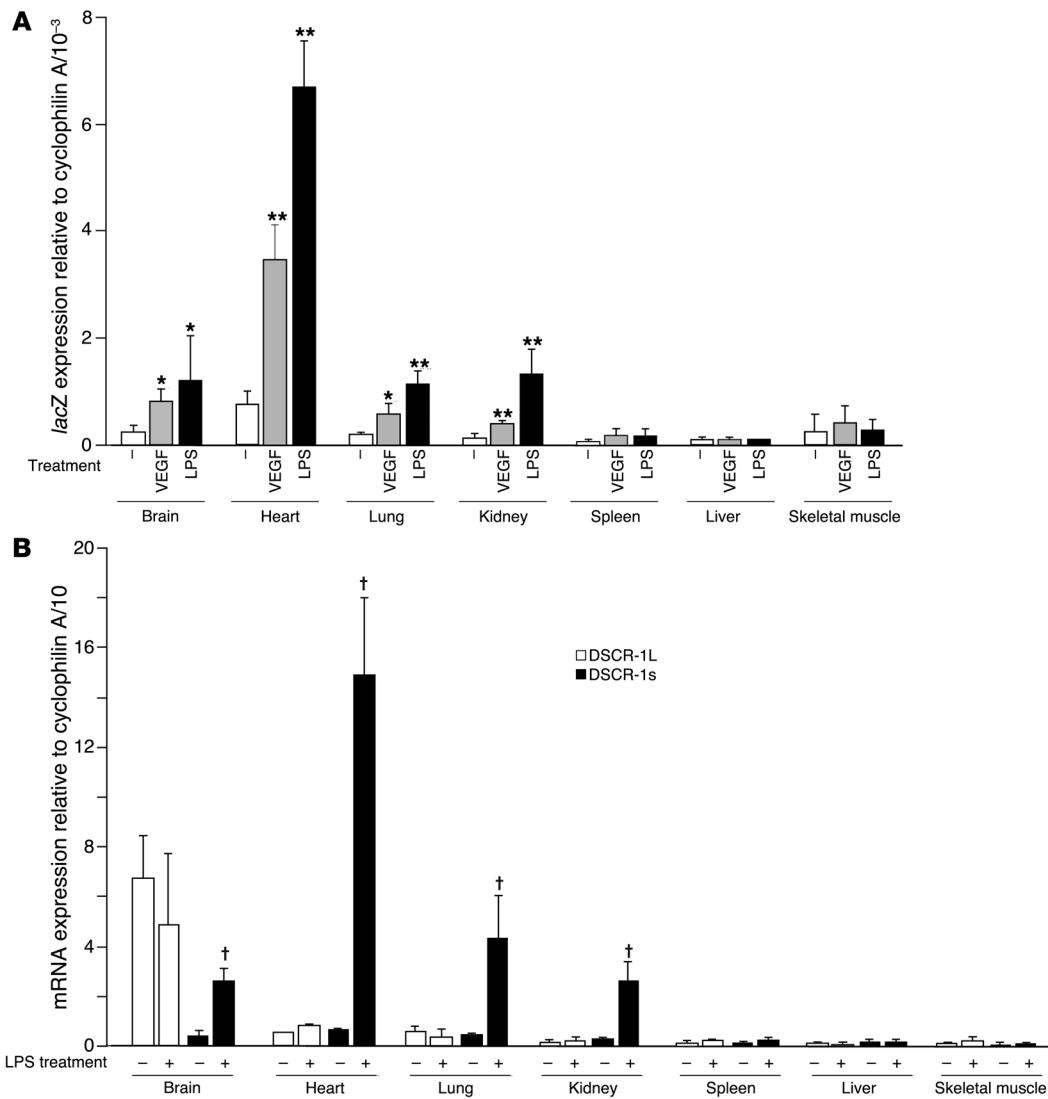 A
lacZ expression relative to cyclophilin A/10⁻³
8
6
4
2
0
** 
**
*
*
*
**
**
**
Treatment
– VEGF LPS – VEGF LPS – VEGF LPS – VEGF LPS – VEGF LPS – VEGF LPS – VEGF LPS
Brain Heart Lung Kidney Spleen Liver Skeletal muscle
B
mRNA expression relative to cyclophilin A/10
20
16
12
8
4
0
†
†
†
†
DSCR-1L
DSCR-1s
LPS treatment – + – + – + – + – + – + – + – + – + – + – + – + – + – +
Brain Heart Lung Kidney Spleen Liver Skeletal muscle